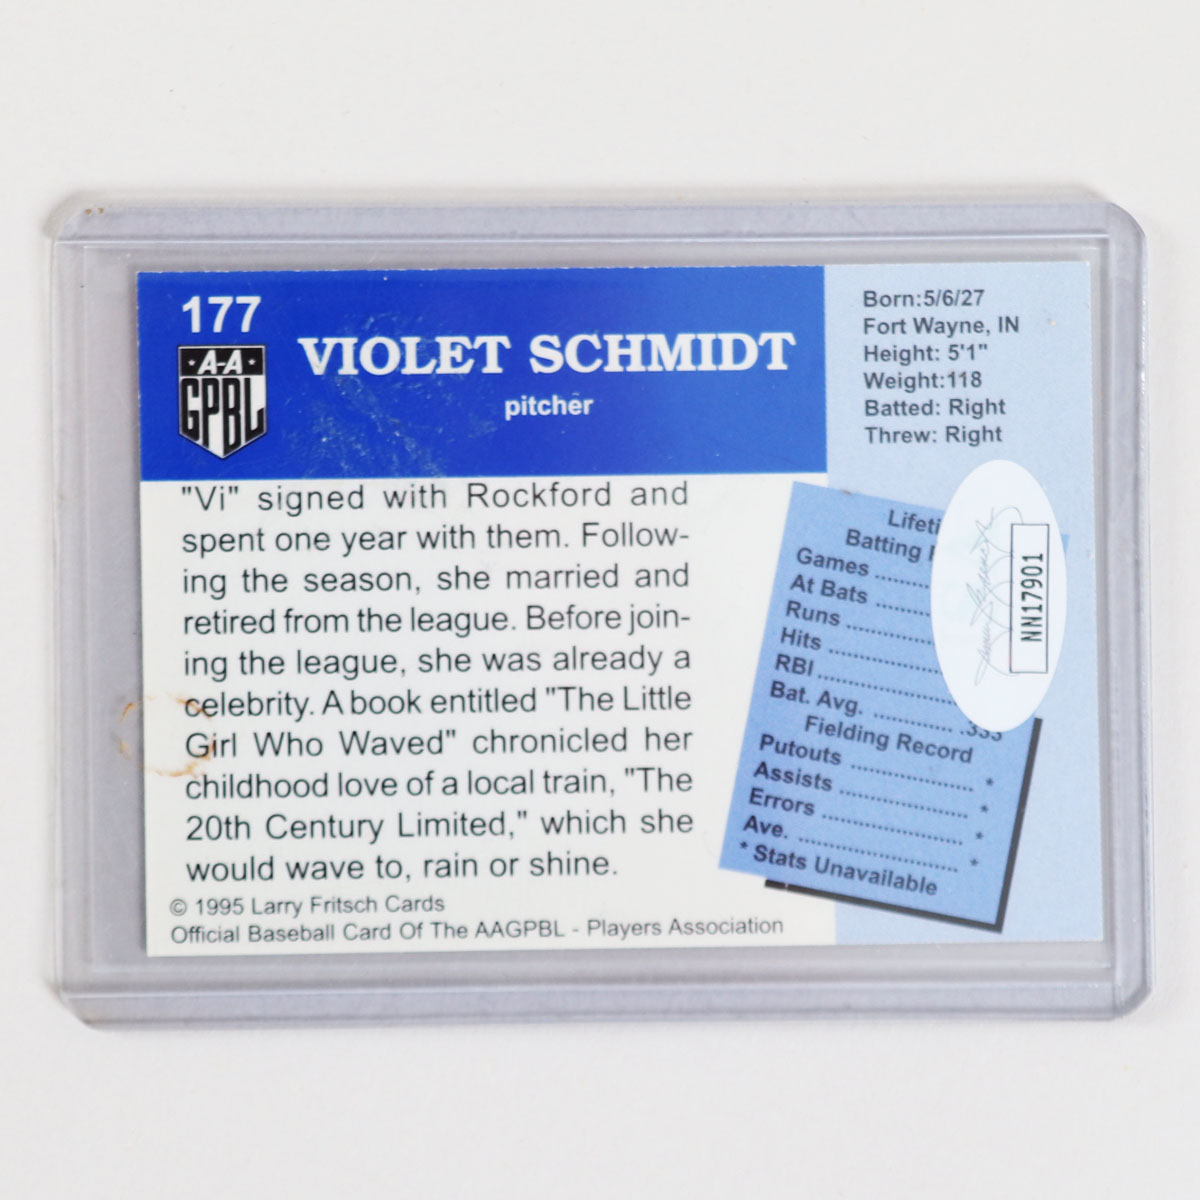 177
A-A
GPBL
VIOLET SCHMIDT
pitcher
Born:5/6/27
Fort Wayne, IN
Height: 5'1"
Weight:118
Batted: Right
Threw: Right
"Vi" signed with Rockford and
spent one year with them. Follow-
ing the season, she married and
retired from the league. Before join-
ing the league, she was already a
celebrity. A book entitled "The Little
Girl Who Waved" chronicled her
childhood love of a local train, "The
20th Century Limited," which she
would wave to, rain or shine.
© 1995 Larry Fritsch Cards
Official Baseball Card Of The AAGPBL - Players Association
Batting
Games ........
At Bats ........
Runs ............
Hits ................
RBI ................
Bat. Avg. ............. .333
Fielding Record
Putouts .................. *
Assists ................... *
Errors ..................... *
Ave. ........................ *
* Stats Unavailable
NN17901